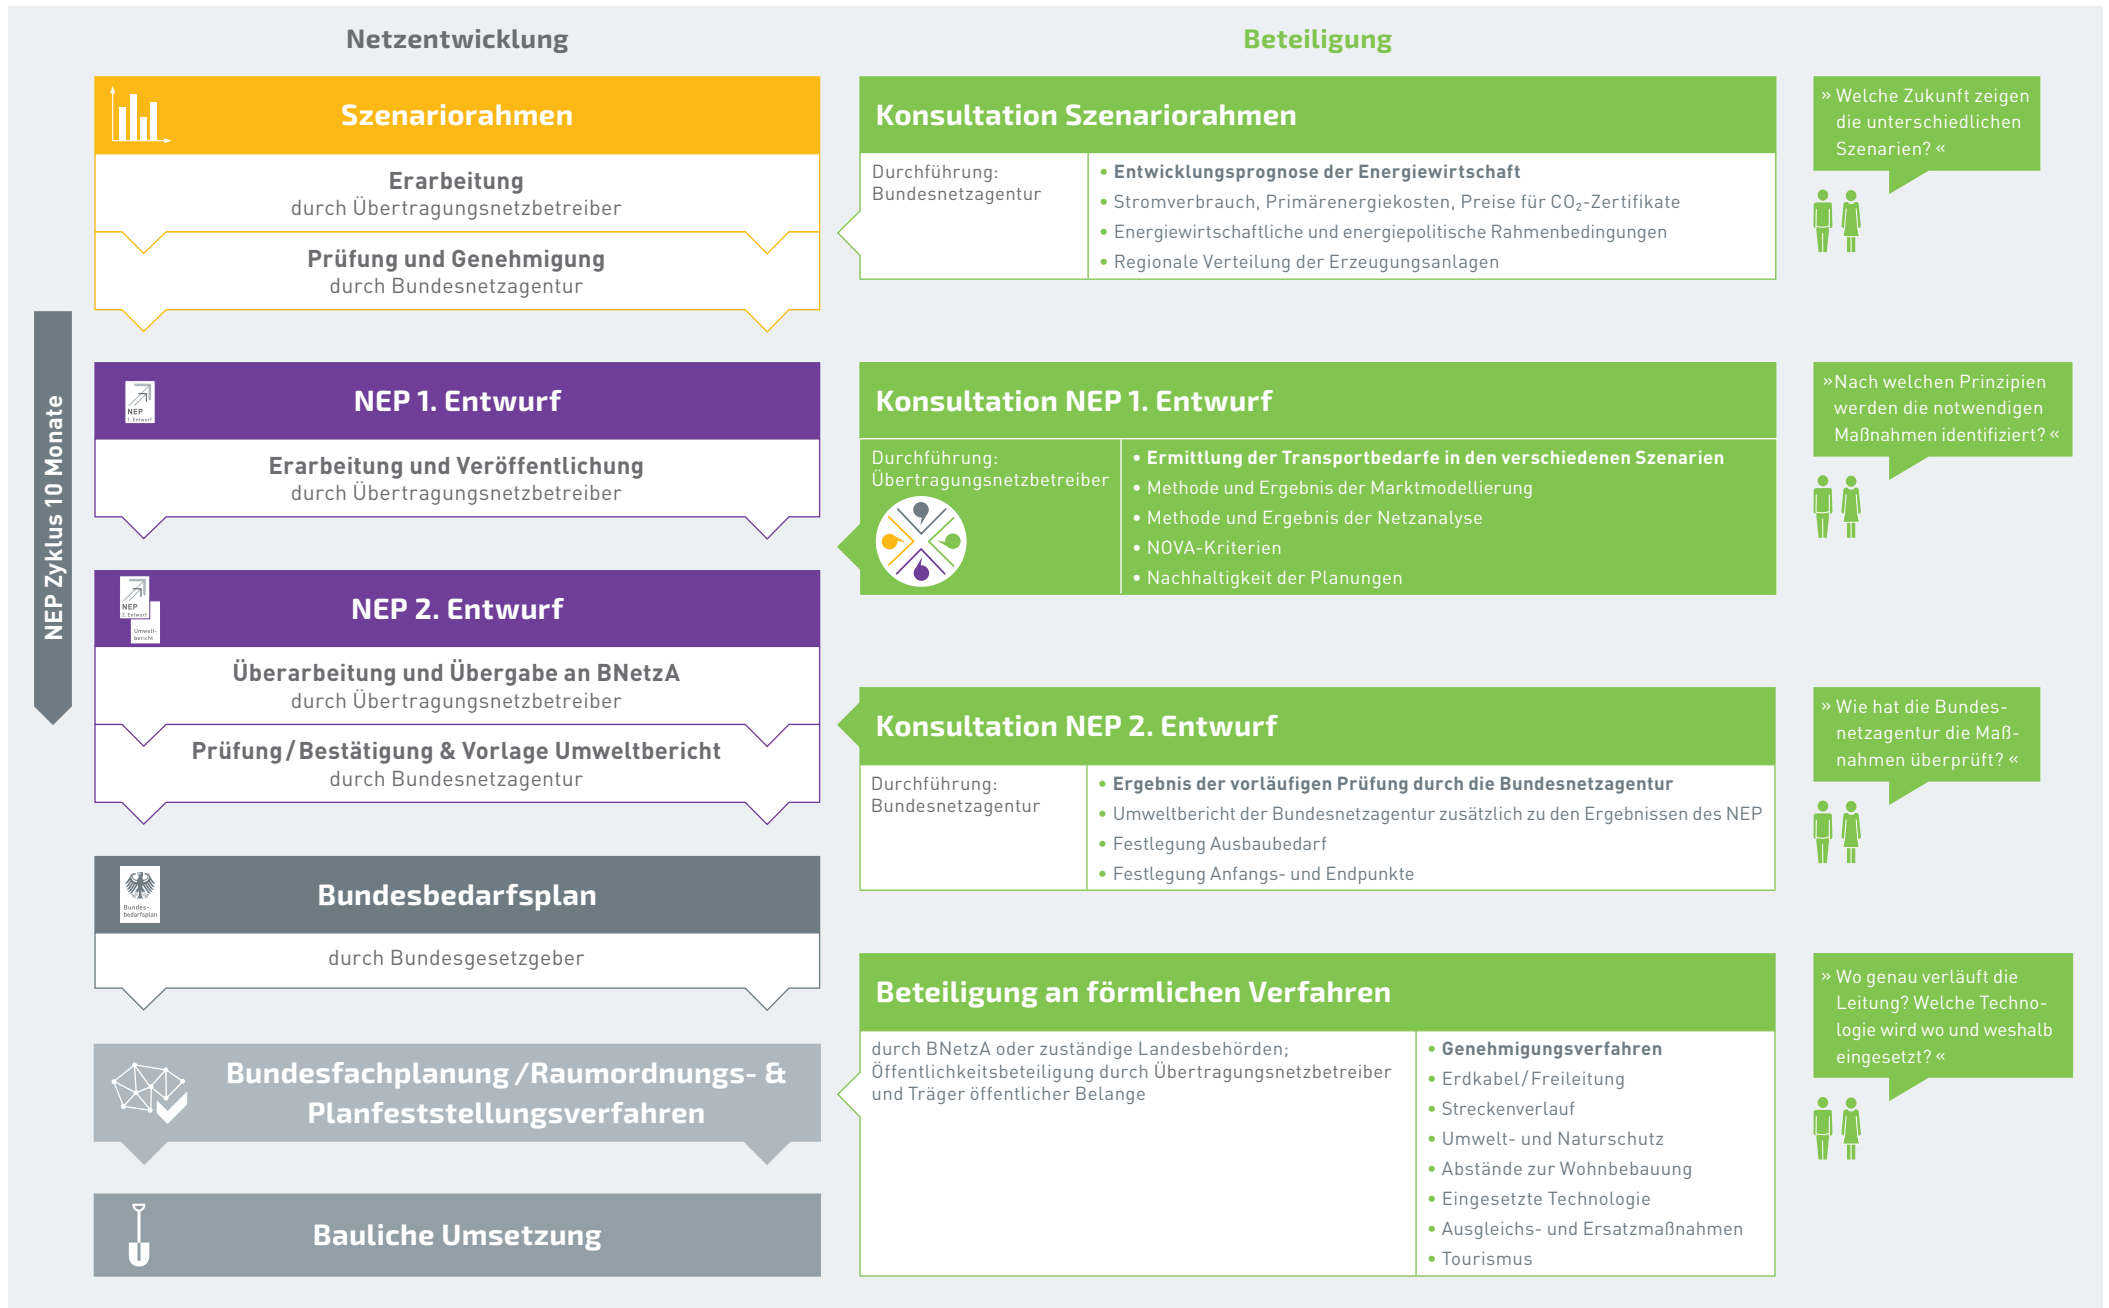 Netzentwicklung
Beteiligung
NEP Zyklus 10 Monate
Szenariorahmen
Erarbeitung
durch Übertragungsnetzbetreiber
Prüfung und Genehmigung
durch Bundesnetzagentur
Konsultation Szenariorahmen
Durchführung:
Bundesnetzagentur
• Entwicklungsprognose der Energiewirtschaft
• Stromverbrauch, Primärenergiekosten, Preise für CO₂-Zertifikate
• Energiewirtschaftliche und energiepolitische Rahmenbedingungen
• Regionale Verteilung der Erzeugungsanlagen
» Welche Zukunft zeigen
die unterschiedlichen
Szenarien? «
NEP
1. Entwurf
NEP 1. Entwurf
Erarbeitung und Veröffentlichung
durch Übertragungsnetzbetreiber
Konsultation NEP 1. Entwurf
Durchführung:
Übertragungsnetzbetreiber
• Ermittlung der Transportbedarfe in den verschiedenen Szenarien
• Methode und Ergebnis der Marktmodellierung
• Methode und Ergebnis der Netzanalyse
• NOVA-Kriterien
• Nachhaltigkeit der Planungen
»Nach welchen Prinzipien
werden die notwendigen
Maßnahmen identifiziert? «
NEP
2. Entwurf
Umwelt-
bericht
NEP 2. Entwurf
Überarbeitung und Übergabe an BNetzA
durch Übertragungsnetzbetreiber
Prüfung/Bestätigung & Vorlage Umweltbericht
durch Bundesnetzagentur
Konsultation NEP 2. Entwurf
Durchführung:
Bundesnetzagentur
• Ergebnis der vorläufigen Prüfung durch die Bundesnetzagentur
• Umweltbericht der Bundesnetzagentur zusätzlich zu den Ergebnissen des NEP
• Festlegung Ausbaubedarf
• Festlegung Anfangs- und Endpunkte
» Wie hat die Bundes-
netzagentur die Maß-
nahmen überprüft? «
Bundes-
bedarfsplan
Bundesbedarfsplan
durch Bundesgesetzgeber
Bundesfachplanung/Raumordnungs- &
Planfeststellungsverfahren
Bauliche Umsetzung
Beteiligung an förmlichen Verfahren
durch BNetzA oder zuständige Landesbehörden;
Öffentlichkeitsbeteiligung durch Übertragungsnetzbetreiber
und Träger öffentlicher Belange
• Genehmigungsverfahren
• Erdkabel/Freileitung
• Streckenverlauf
• Umwelt- und Naturschutz
• Abstände zur Wohnbebauung
• Eingesetzte Technologie
• Ausgleichs- und Ersatzmaßnahmen
• Tourismus
» Wo genau verläuft die
Leitung? Welche Techno-
logie wird wo und weshalb
eingesetzt? «